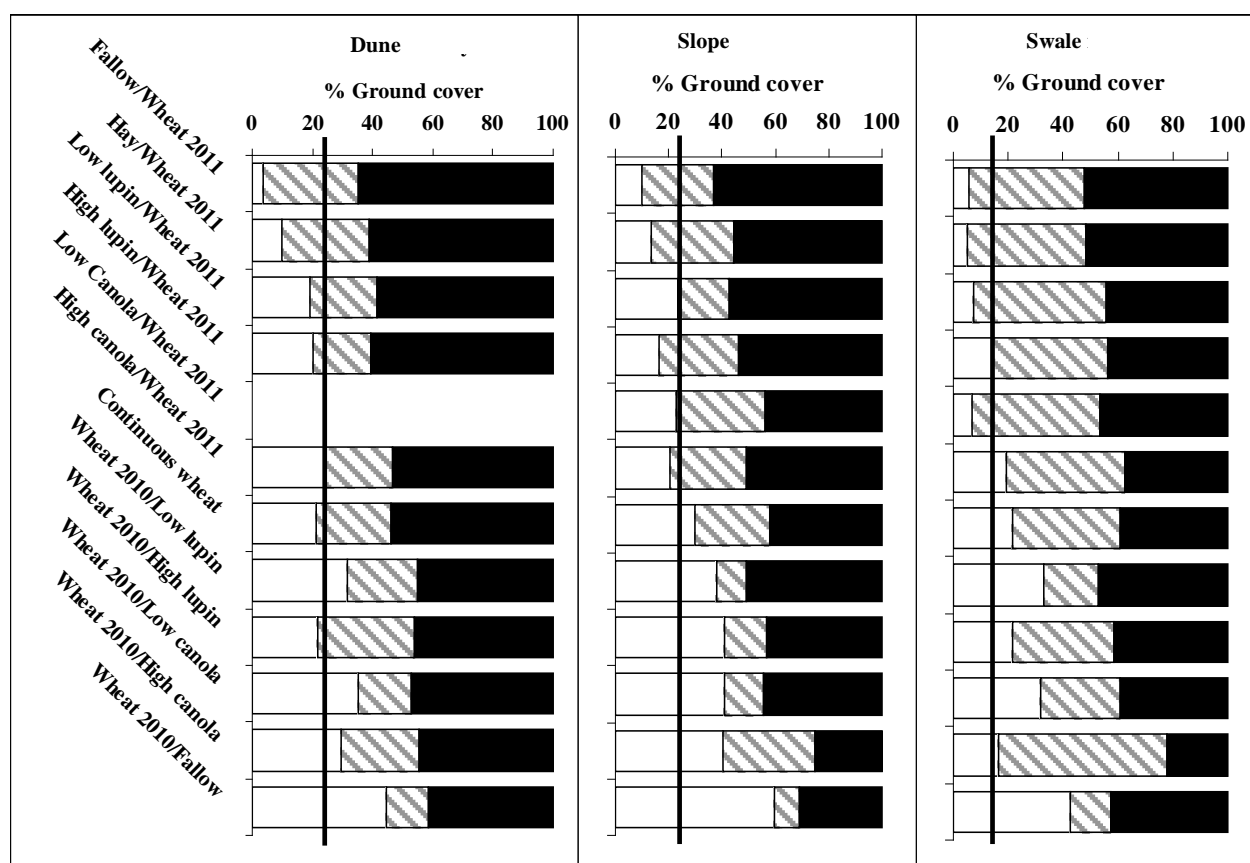 Dune
% Ground cover
0 20 40 60 80 100
Slope
% Ground cover
0 20 40 60 80 100
Swale
% Ground cover
0 20 40 60 80 100
Fallow/Wheat 2011
Hay/Wheat 2011
Low lupin/Wheat 2011
High lupin/Wheat 2011
Low Canola/Wheat 2011
High canola/Wheat 2011
Continuous wheat
Wheat 2010/Low lupin
Wheat 2010/High lupin
Wheat 2010/Low canola
Wheat 2010/High canola
Wheat 2010/Fallow